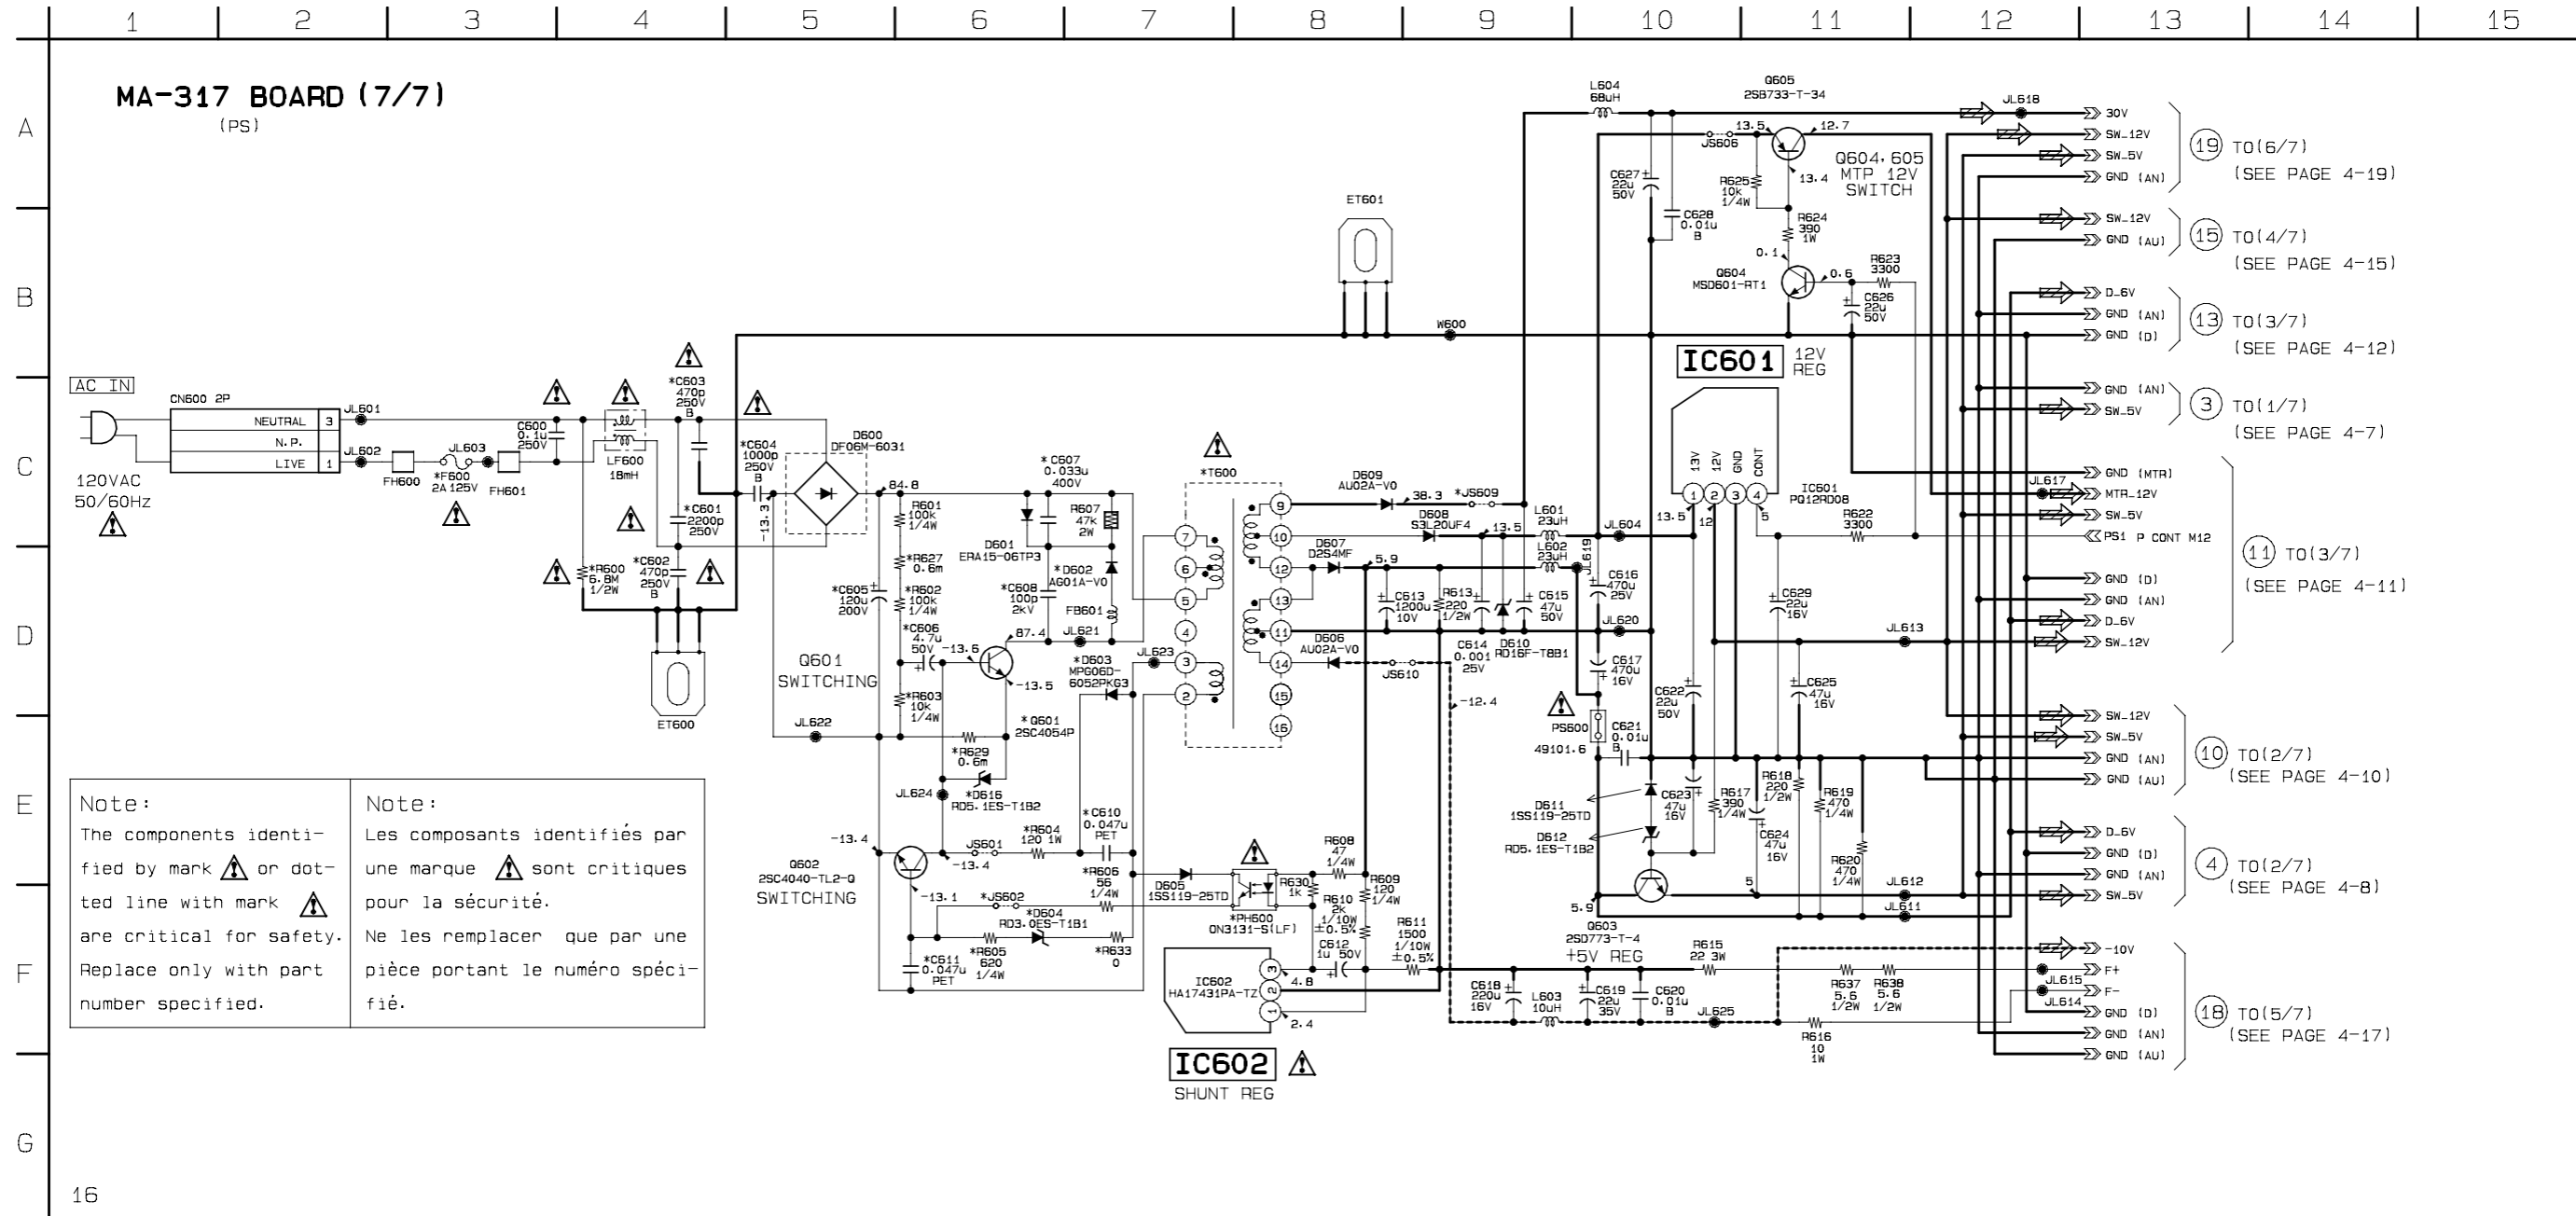 1 2 3 4 5 6 7 8 9 10 11 12 13 14 15
A
B
C
D
E
F
G
MA-317 BOARD (7/7)
(PS)
AC IN
120VAC
50/60Hz
CN600 2P
NEUTRAL 3
N.P.
LIVE 1
JL601
JL602
JL603
FH600
*F600
2A 125V
FH601
C600
0.1u
250V
LF600
18mH
*C603
470p
250V
B
*C601
2200p
250V
*C602
470p
250V
B
*R600
6.8M
1/2W
ET600
*C604
1000p
250V
B
D600
DF06M-6031
-13.3
84.8
R601
100k
1/4W
*R627
0.6m
*R602
100k
1/4W
*C605
120u
200V
*C606
4.7u
50V
*R603
10k
1/4W
Q601
SWITCHING
JL622
-13.6
87.4
-13.5
*Q601
2SC4054P
*R629
0.6m
*D616
RD5.1ES-T1B2
JL624
D601
ERA15-06TP3
*C607
0.033u
400V
R607
47k
2W
*D602
AG01A-V0
*C608
100p
2kV
FB601
JL621
*D603
MPG06D-
6052PKG3
JL623
*C610
0.047u
PET
*R604
120 1W
JS601
-13.4
-13.4
Q602
2SC4040-TL2-Q
SWITCHING
-13.1
*JS602
*D604
RD3.0ES-T1B1
*R606
56
1/4W
*R605
620
1/4W
*R633
0
*C611
0.047u
PET
D605
1SS119-25TD
*T600
7
6
5
4
3
2
9
10
12
13
11
14
15
16
ET601
W600
D609
AU02A-V0
38.3
*JS609
D608
S3L20UF4
13.5
D607
D2S4MF
5.9
L601
23uH
L602
23uH
JL604
JL619
C613
1200u
10V
R613
220
1/2W
C614
0.001
25V
D610
RD16F-T8B1
C615
47u
50V
C616
470u
25V
JL620
D606
AU02A-V0
JS610
-12.4
C617
470u
16V
PS600
49101.6
C621
0.01u
B
R608
47
1/4W
R609
120
1/4W
R630
1k
R610
2k
1/10W
±0.5%
*PH600
ON3131-S(LF)
C612
1u 50V
R611
1500
1/10W
±0.5%
IC602
HA17431PA-TZ
3
2
1
4.8
2.4
IC602
SHUNT REG
C618
220u
16V
L603
10uH
C619
22u
35V
C620
0.01u
B
JL625
Q603
2SD773-T-4
+5V REG
5.9
5
D611
1SS119-25TD
D612
RD5.1ES-T1B2
C622
22u
50V
C623
47u
16V
R617
390
1/4W
C624
47u
16V
R618
220
1/2W
R619
470
1/4W
R620
470
1/4W
C625
47u
16V
C629
22u
16V
R615
22 3W
R637
5.6
1/2W
R638
5.6
1/2W
R616
10
1W
JL611
JL612
JL613
L604
68uH
Q605
2SB733-T-34
13.5
12.7
13.4
JS606
R625
10k
1/4W
C627
22u
50V
C628
0.01u
B
R624
390
1W
Q604,605
MTP 12V
SWITCH
0.1
Q604
MSD601-RT1
0.6
R623
3300
C626
22u
50V
IC601
12V
REG
13V 12V GND CONT
1 2 3 4
13.5
12
5
IC601
PQ12RD08
R622
3300
JL618
30V
SW_12V
SW_5V
GND (AN)
19 TO(6/7)
(SEE PAGE 4-19)
SW_12V
GND (AU)
15 TO(4/7)
(SEE PAGE 4-15)
D_6V
GND (AN)
GND (D)
13 TO(3/7)
(SEE PAGE 4-12)
GND (AN)
SW_5V
3 TO(1/7)
(SEE PAGE 4-7)
JL617
GND (MTR)
MTR_12V
SW_5V
PS1 P CONT M12
GND (D)
GND (AN)
D_6V
SW_12V
11 TO(3/7)
(SEE PAGE 4-11)
SW_12V
SW_5V
GND (AN)
GND (AU)
10 TO(2/7)
(SEE PAGE 4-10)
D_6V
GND (D)
GND (AN)
SW_5V
4 TO(2/7)
(SEE PAGE 4-8)
-10V
F+
JL615
F-
JL614
GND (D)
GND (AN)
GND (AU)
18 TO(5/7)
(SEE PAGE 4-17)
Note:
The components identi-
fied by mark ⚠ or dot-
ted line with mark ⚠
are critical for safety.
Replace only with part
number specified.
Note:
Les composants identifiés par
une marque ⚠ sont critiques
pour la sécurité.
Ne les remplacer que par une
pièce portant le numéro spéci-
fié.
16